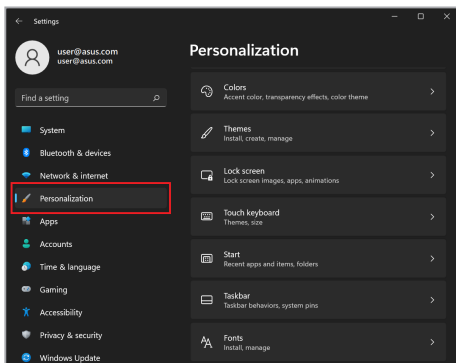 Settings
user@asus.com
user@asus.com
Find a setting
System
Bluetooth & devices
Network & internet
Personalization
Apps
Accounts
Time & language
Gaming
Accessibility
Privacy & security
Windows Update
Personalization
Colors
Accent color, transparency effects, color theme
Themes
Install, create, manage
Lock screen
Lock screen images, apps, animations
Touch keyboard
Themes, size
Start
Recent apps and items, folders
Taskbar
Taskbar behaviors, system pins
Fonts
Install, manage